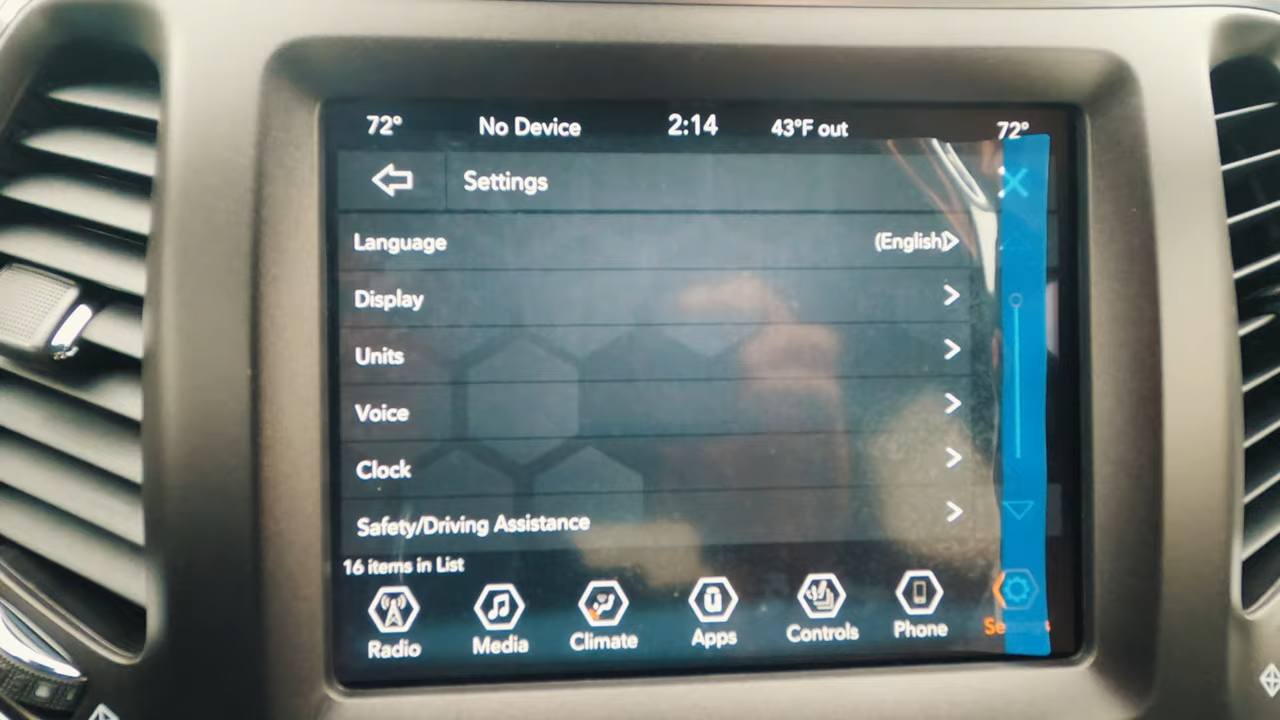 72° No Device 2:14 43°F out 72°
Settings
Language (English)
Display
Units
Voice
Clock
Safety/Driving Assistance
16 items in List
Radio Media Climate Apps Controls Phone